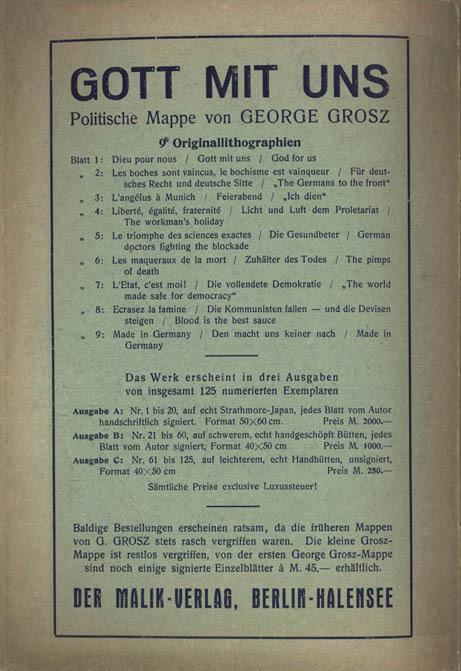 GOTT MIT UNS
Politische Mappe von GEORGE GROSZ
9 Originallithographien
Blatt 1: Dieu pour nous / Gott mit uns / God for us
„ 2: Les boches sont vaincus, le bochisme est vainqueur / Für deut-
sches Recht und deutsche Sitte / „The Germans to the front“
„ 3: L'angélus à Munich / Feierabend / „Ich dien“
„ 4: Liberté, égalité, fraternité / Licht und Luft dem Proletariat /
The workman's holiday
„ 5: Le triomphe des sciences exactes / Die Gesundbeter / German
doctors fighting the blockade
„ 6: Les maqueraux de la mort / Zuhälter des Todes / The pimps
of death
„ 7: L'Etat, c'est moi! / Die vollendete Demokratie / „The world
made safe for democracy“
„ 8: Ecrasez la famine / Die Kommunisten fallen — und die Devisen
steigen / Blood is the best sauce
„ 9: Made in Germany / Den macht uns keiner nach / Made in
Germany
Das Werk erscheint in drei Ausgaben
von insgesamt 125 numerierten Exemplaren
Ausgabe A: Nr. 1 bis 20, auf echt Strathmore-Japan, jedes Blatt vom Autor
handschriftlich signiert. Format 50×60 cm. Preis M. 2000.—
Ausgabe B: Nr. 21 bis 60, auf schwerem, echt handgeschöpft Bütten, jedes
Blatt vom Autor signiert, Format 40×50 cm Preis M. 1000.—
Ausgabe C: Nr. 61 bis 125, auf leichterem, echt Handbütten, unsigniert,
Format 40×50 cm Preis M. 250.—
Sämtliche Preise exclusive Luxussteuer!
Baldige Bestellungen erscheinen ratsam, da die früheren Mappen
von G. GROSZ stets rasch vergriffen waren. Die kleine Grosz-
Mappe ist restlos vergriffen, von der ersten George Grosz-Mappe
sind noch einige signierte Einzelblätter à M. 45,— erhältlich.
DER MALIK-VERLAG, BERLIN-HALENSEE